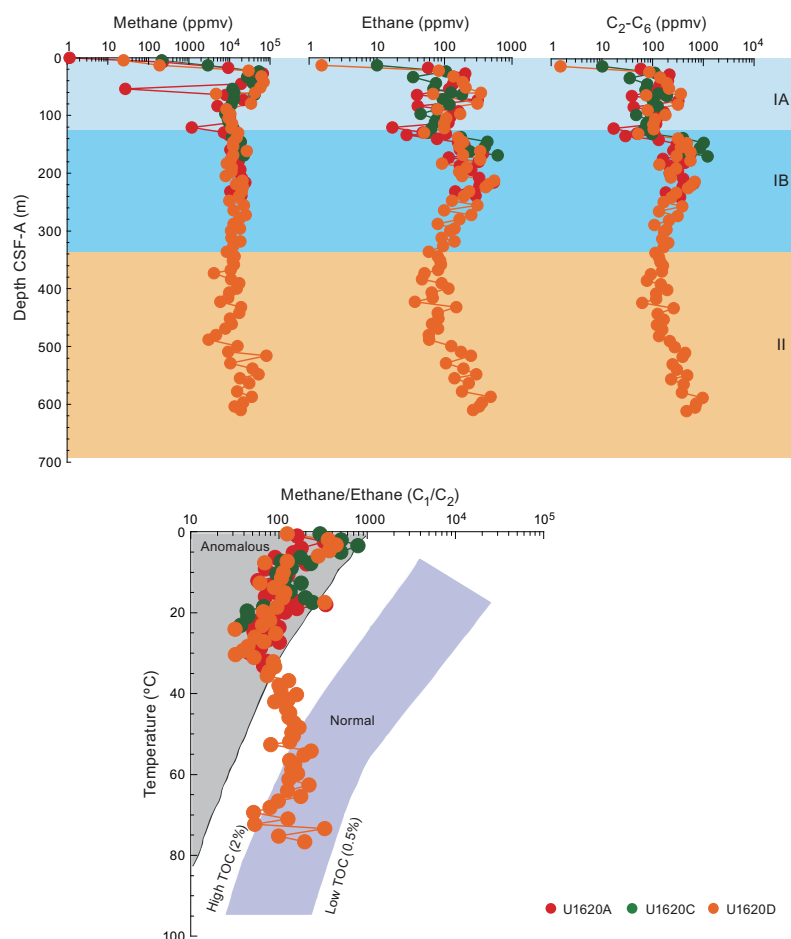 Methane (ppmv) Ethane (ppmv) C₂-C₆ (ppmv)
1 10 10² 10³ 10⁴ 10⁵ 1 10 100 1000 1 10 100 1000 10⁴
0
100
200
300
400
500
600
700
Depth CSF-A (m)
IA
IB
II
Methane/Ethane (C₁/C₂)
10 100 1000 10⁴ 10⁵
0
20
40
60
80
100
Temperature (°C)
Anomalous
Normal
High TOC (2%)
Low TOC (0.5%)
U1620A U1620C U1620D